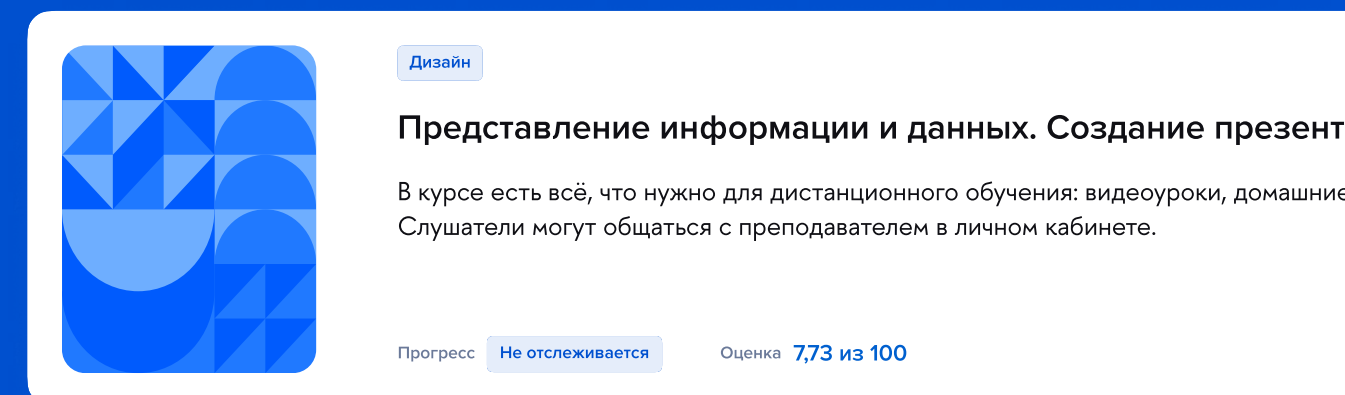 Дизайн
Представление информации и данных. Создание
В курсе есть всё, что нужно для дистанционного обучения: видеоуроки, домашние
Слушатели могут общаться с преподавателем в личном кабинете.
Прогресс Не отслеживается Оценка 7,73 из 100